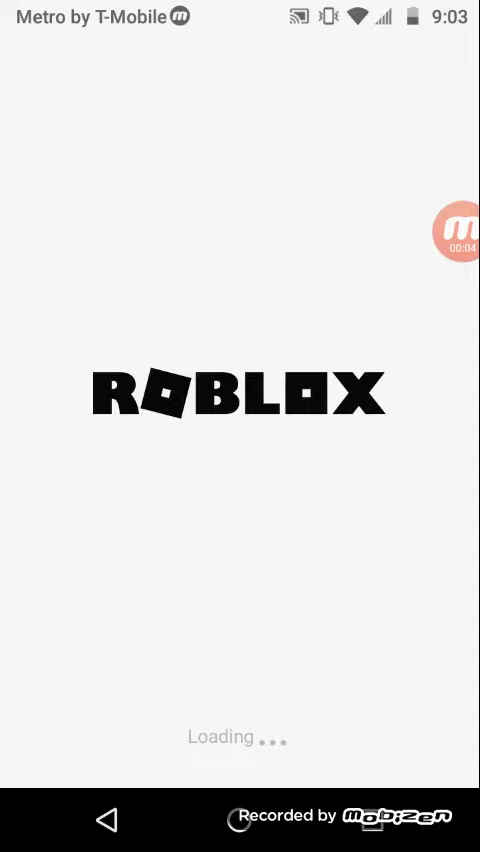 Metro by T-Mobile m 9:03
m
00:04
ROBLOX
Loading...
Recorded by mobizen